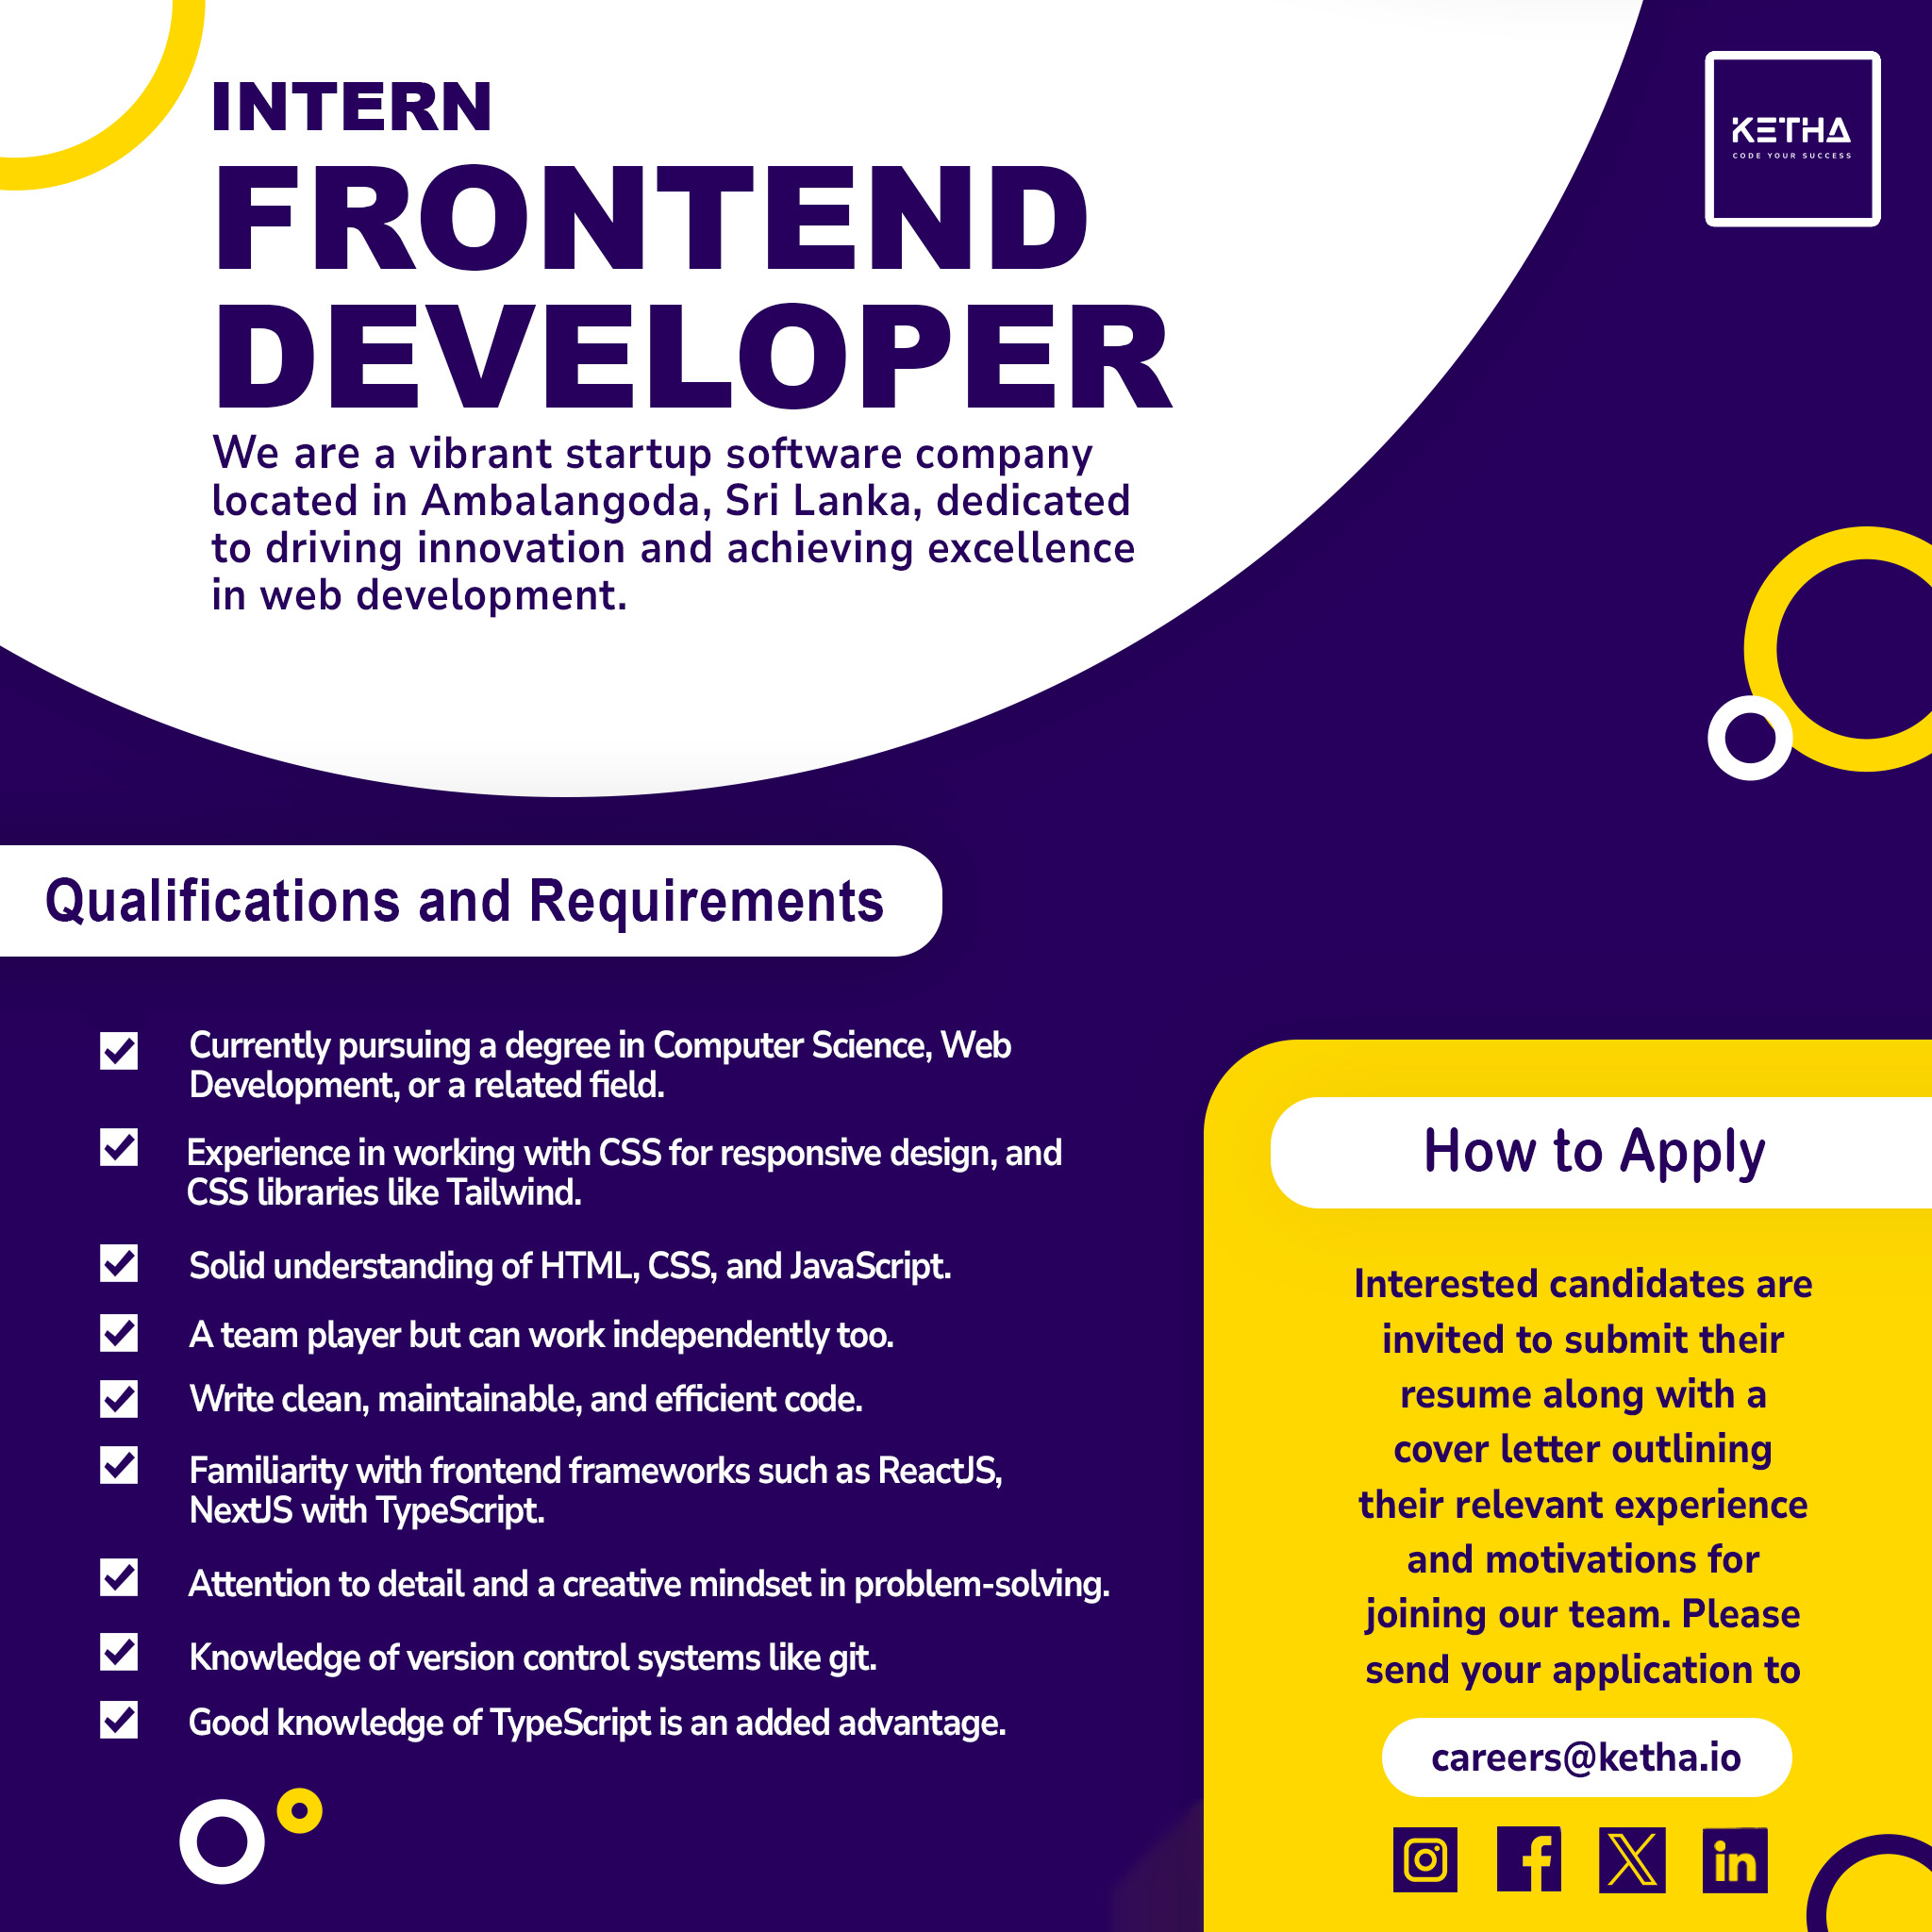 INTERN
FRONTEND
DEVELOPER
We are a vibrant startup software company
located in Ambalangoda, Sri Lanka, dedicated
to driving innovation and achieving excellence
in web development.
KETHA
CODE YOUR SUCCESS
Qualifications and Requirements
Currently pursuing a degree in Computer Science, Web
Development, or a related field.
Experience in working with CSS for responsive design, and
CSS libraries like Tailwind.
Solid understanding of HTML, CSS, and JavaScript.
A team player but can work independently too.
Write clean, maintainable, and efficient code.
Familiarity with frontend frameworks such as ReactJS,
NextJS with TypeScript.
Attention to detail and a creative mindset in problem-solving.
Knowledge of version control systems like git.
Good knowledge of TypeScript is an added advantage.
How to Apply
Interested candidates are
invited to submit their
resume along with a
cover letter outlining
their relevant experience
and motivations for
joining our team. Please
send your application to
careers@ketha.io